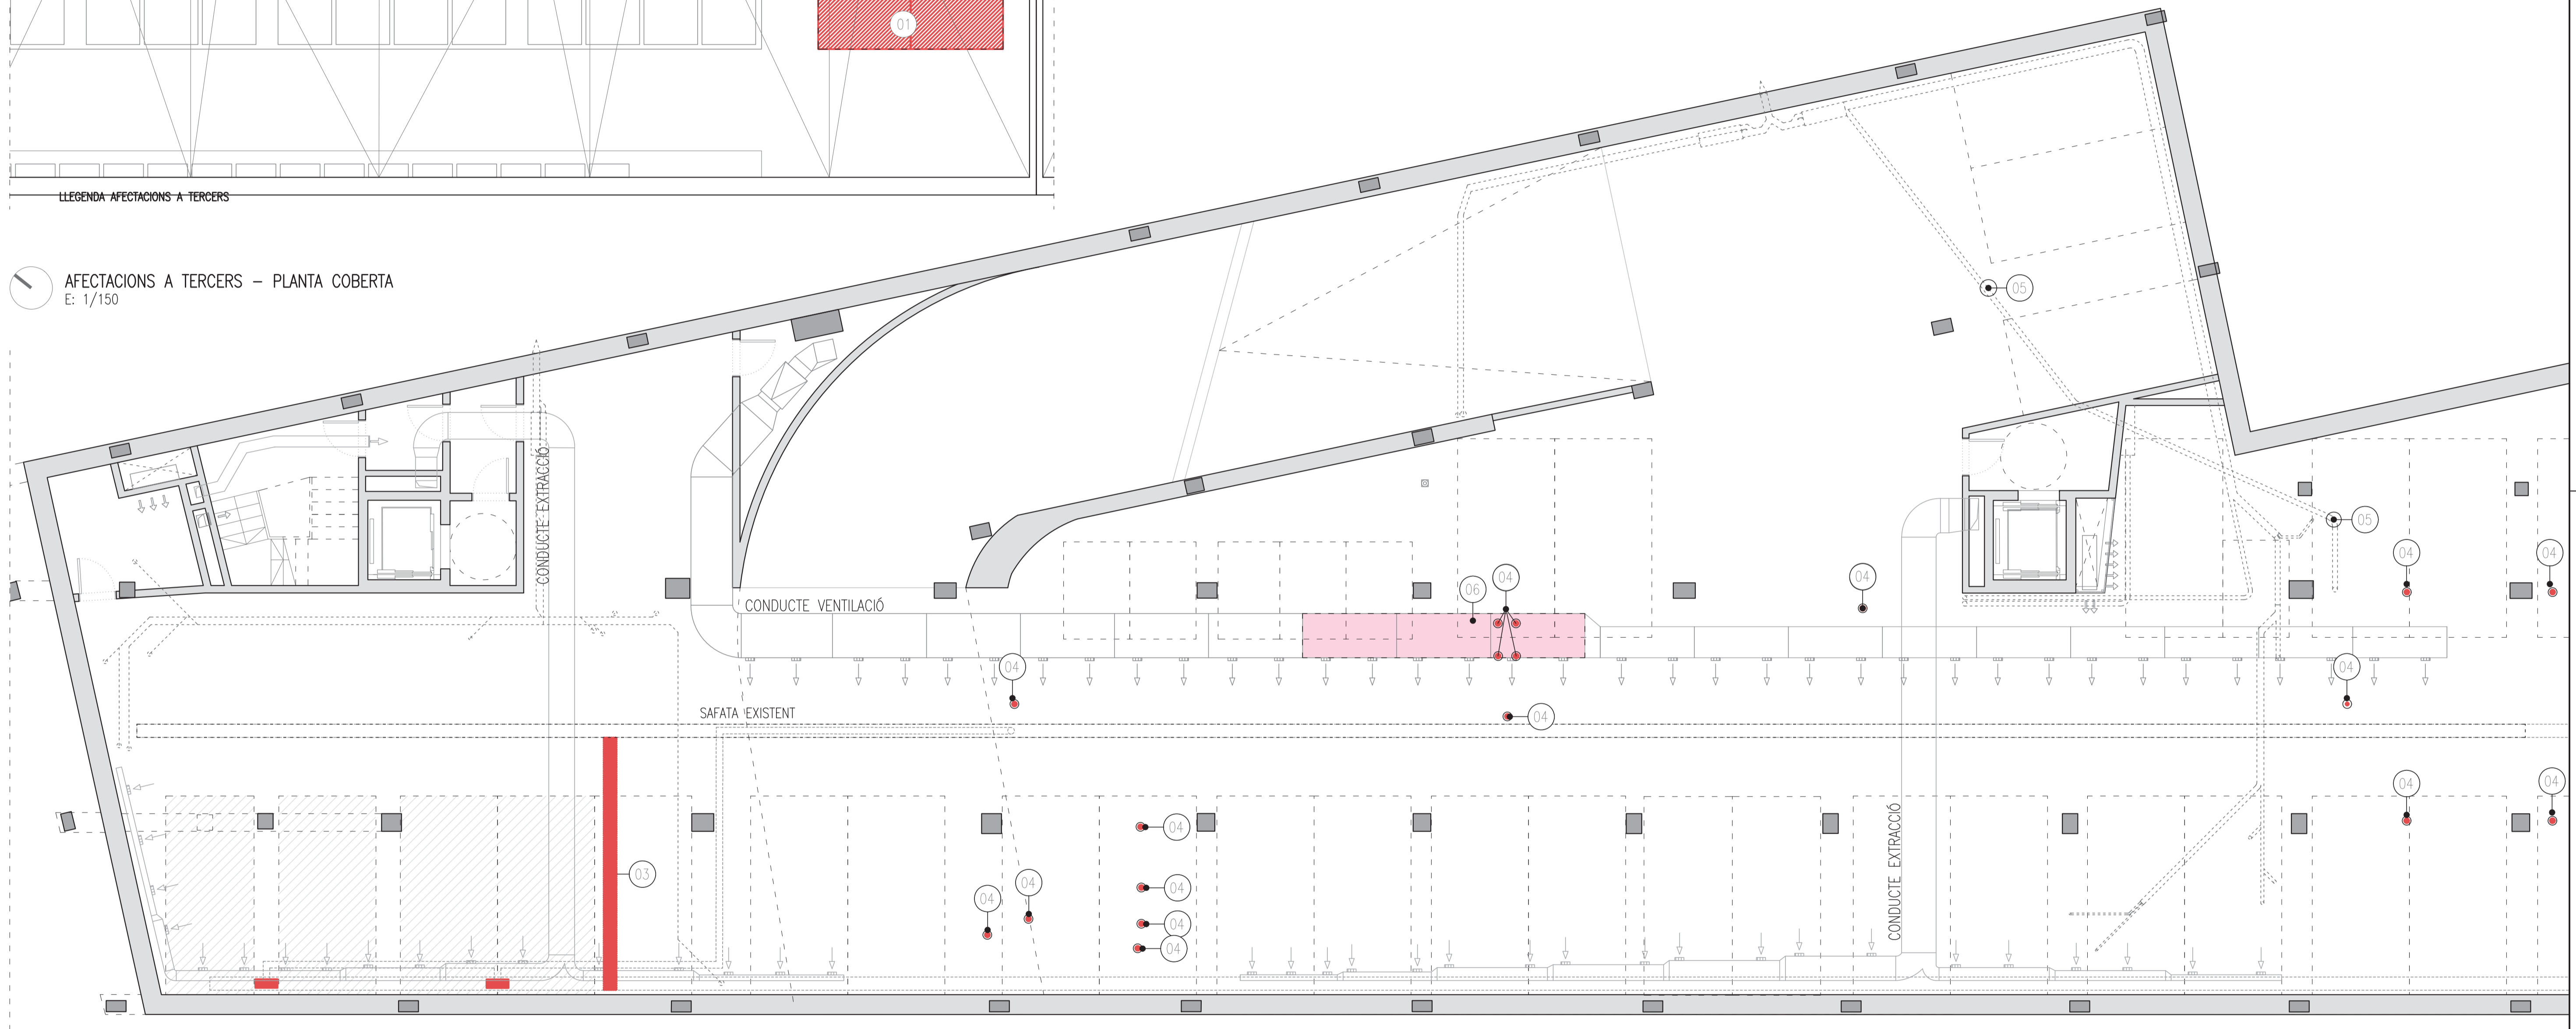 01
LLEGENDA AFECTACIONS A TERCERS
AFECTACIONS A TERCERS – PLANTA COBERTA
E: 1/150
05
CONDUCTE EXTRACCIÓ
05
04
04
04
06
04
CONDUCTE VENTILACIÓ
04
04
SAFATA EXISTENT
04
04
04
04
CONDUCTE EXTRACCIÓ
03
04
04
04
04
04